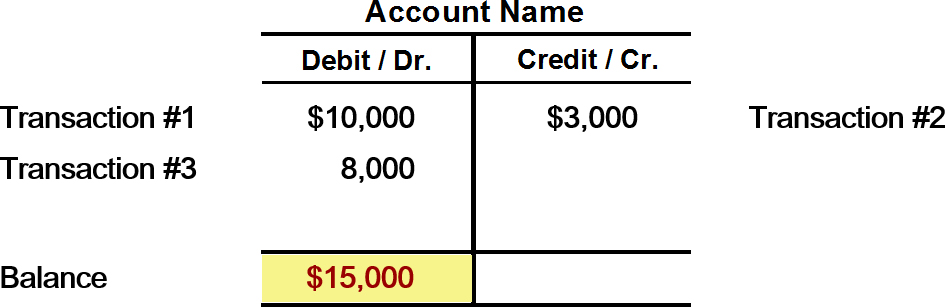 Account Name
Debit / Dr. Credit / Cr.
Transaction #1 $10,000 $3,000 Transaction #2
Transaction #3 8,000
Balance $15,000